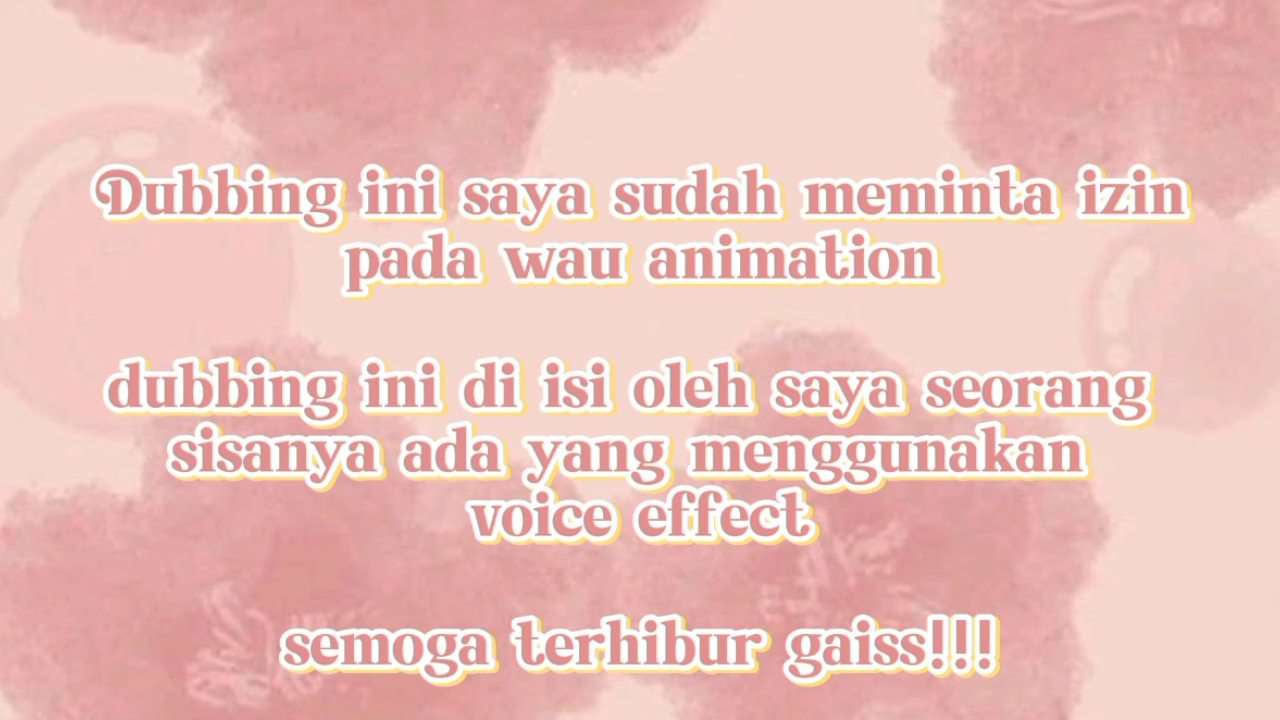 Dubbing ini saya sudah meminta izin
pada wau animation
dubbing ini di isi oleh saya seorang
sisanya ada yang menggunakan
voice effect
semoga terhibur gaiss!!!